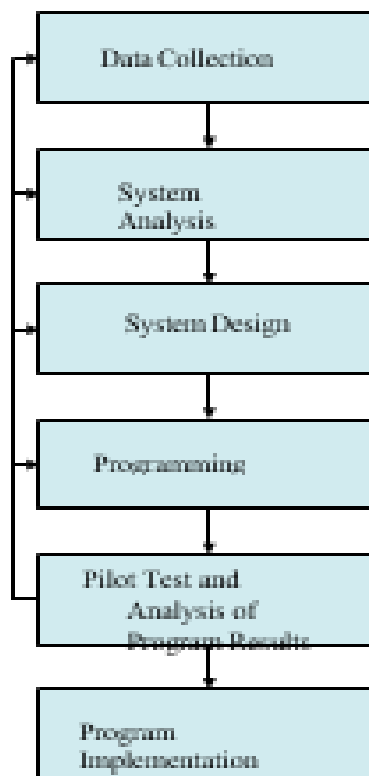 Data Collection
System
Analysis
System Design
Programming
Pilot Test and
Analysis of
Program Results
Program
Implementation